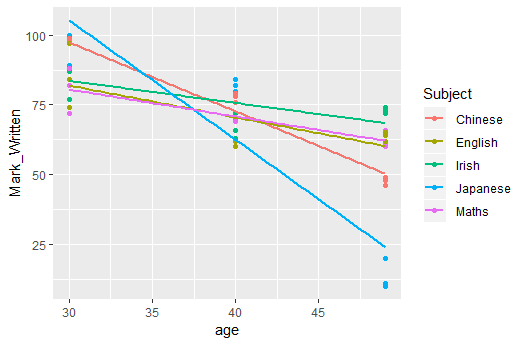 100
75
50
25
Mark_Written
30 35 40 45
age
Subject
Chinese
English
Irish
Japanese
Maths